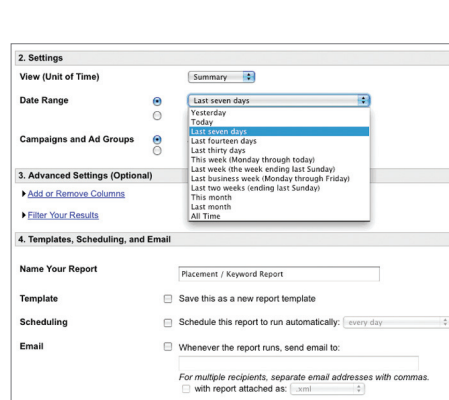 2. Settings
View (Unit of Time)
Summary
Date Range
Last seven days
Yesterday
Today
Last seven days
Last fourteen days
Last thirty days
This week (Monday through today)
Last week (the week ending last Sunday)
Last business week (Monday through Friday)
Last two weeks (ending last Sunday)
This month
Last month
All Time
Campaigns and Ad Groups
3. Advanced Settings (Optional)
Add or Remove Columns
Filter Your Results
4. Templates, Scheduling, and Email
Name Your Report
Placement / Keyword Report
Template
Save this as a new report template
Scheduling
Schedule this report to run automatically: every day
Email
Whenever the report runs, send email to:
For multiple recipients, separate email addresses with commas.
with report attached as: .xml